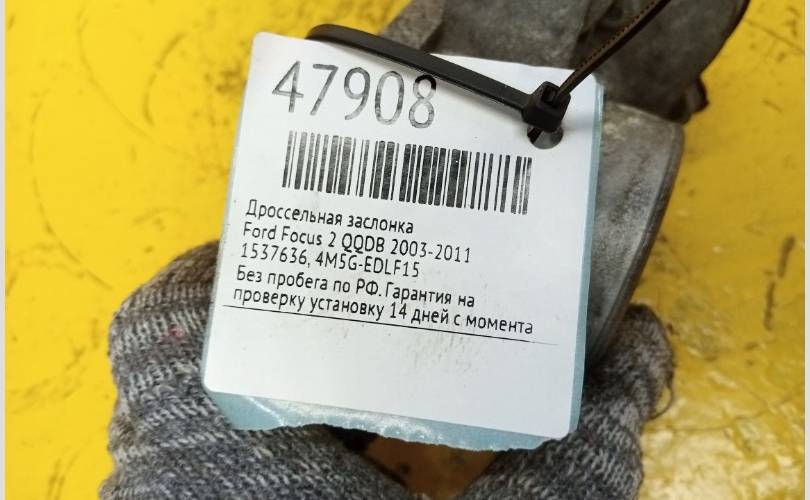 47908
Дроссельная заслонка
Ford Focus 2 QQDB 2003-2011
1537636, 4M5G-EDLF15
Без пробега по РФ. Гарантия на
проверку установку 14 дней с момента